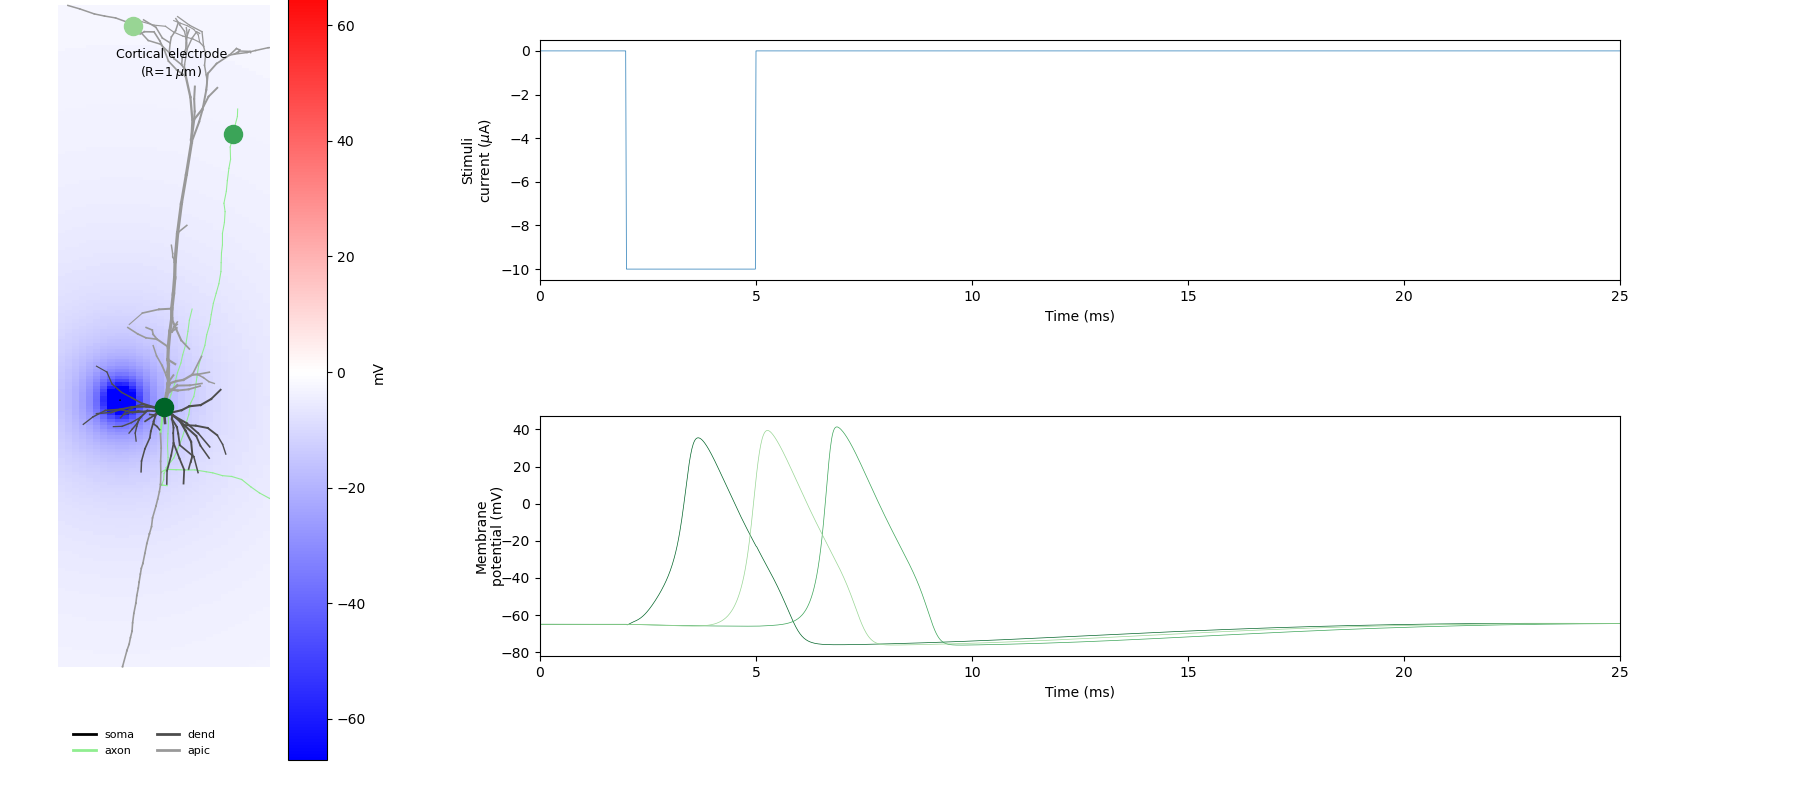 Cortical electrode
(R=1 μm)
soma
axon
dend
apic
60
40
20
0
−20
−40
−60
mV
0
−2
−4
−6
−8
−10
Stimuli
current (μA)
0 5 10 15 20 25
Time (ms)
40
20
0
−20
−40
−60
−80
Membrane
potential (mV)
0 5 10 15 20 25
Time (ms)